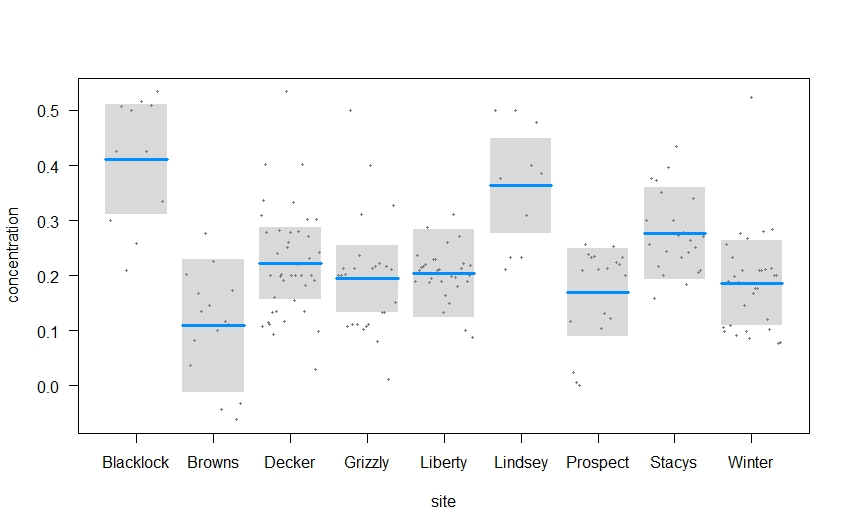 concentration
0.5
0.4
0.3
0.2
0.1
0.0
Blacklock Browns Decker Grizzly Liberty Lindsey Prospect Stacys Winter
site